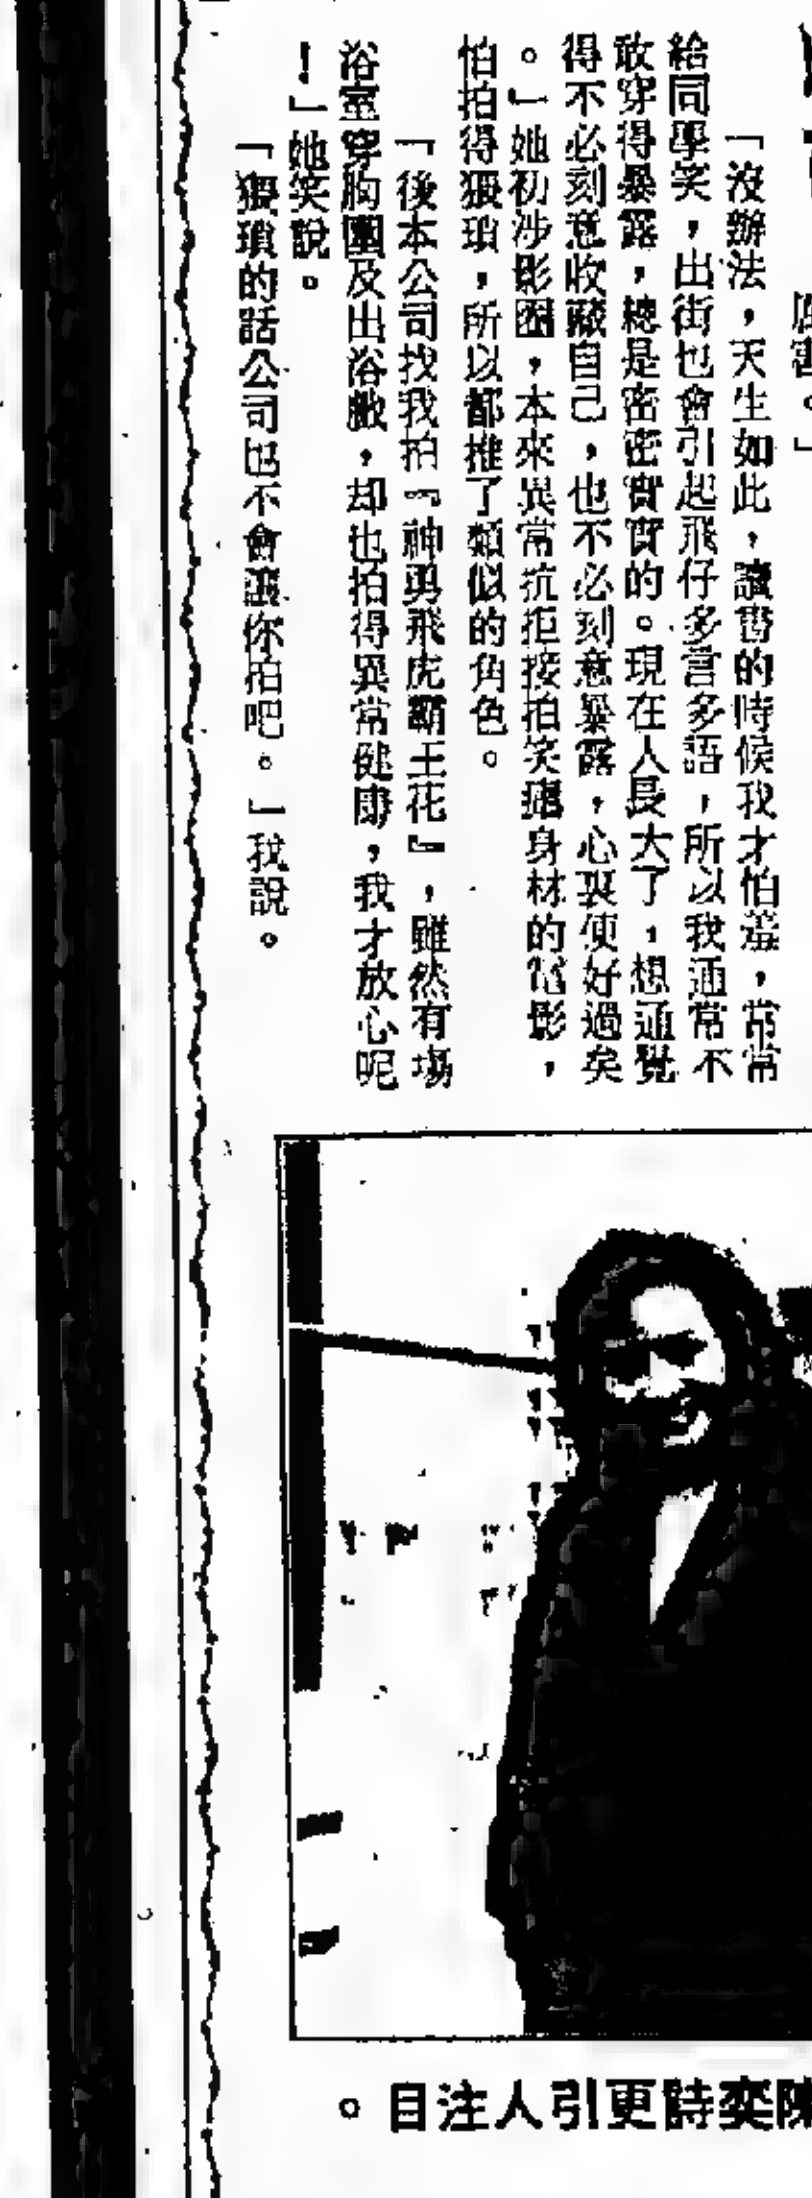 厲害。」
「沒辦法，天生如此，讀書的時候我才怕羞，常常
給同學笑，出街也會引起飛仔多言多語，所以我通常不
敢穿得暴露，總是密密實實的。現在人長大了，想通覺
得不必刻意收藏自己，也不必刻意暴露，心裏便好過矣
。」她初涉影圈，本來異常抗拒接拍笑謔身材的電影，
怕拍得猥瑣，所以都推了類似的角色。
「後本公司找我拍『神勇飛虎霸王花』，雖然有場
浴室穿胸圍及出浴戲，却也拍得異常健康，我才放心呢
！」她笑說。
「猥瑣的話公司也不會讓你拍吧。」我說。
陳奕詩更引人注目。